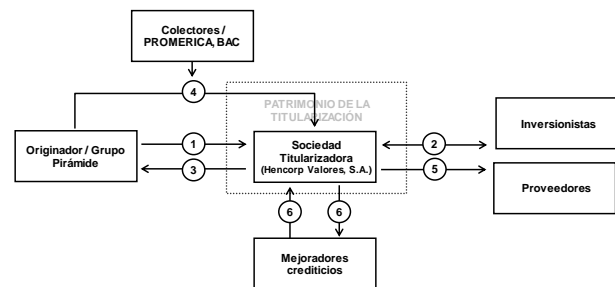 Colectores /
PROMERICA, BAC
4
PATRIMONIO DE LA
TITULARIZACIÓN
Originador / Grupo
Pirámide
1
3
Sociedad
Titularizadora
(Hencorp Valores, S.A.)
2
5
Inversionistas
Proveedores
6
6
Mejoradores
crediticios